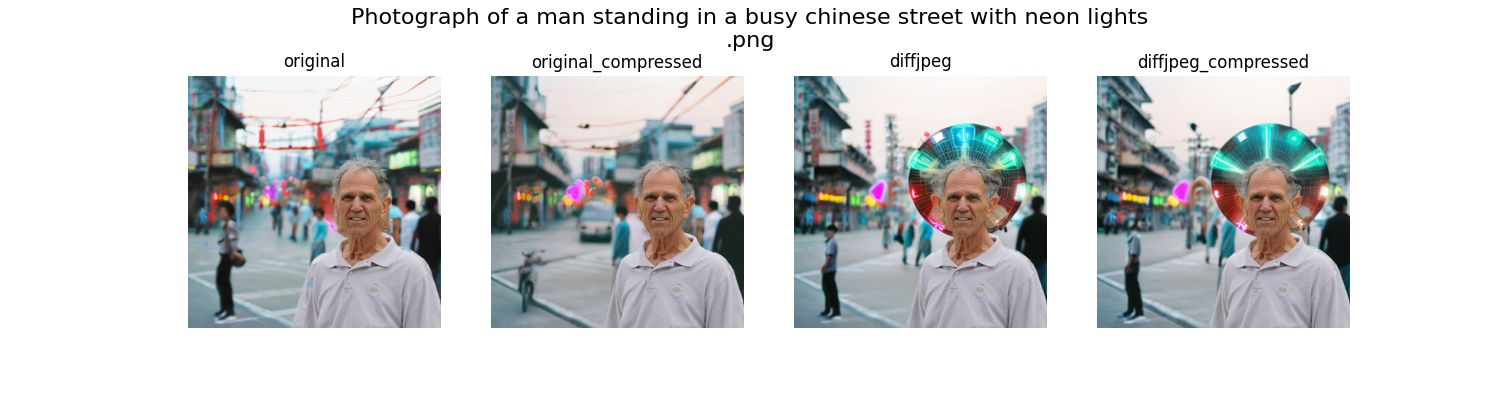 Photograph of a man standing in a busy chinese street with neon lights
.png
original
original_compressed
diffjpeg
diffjpeg_compressed